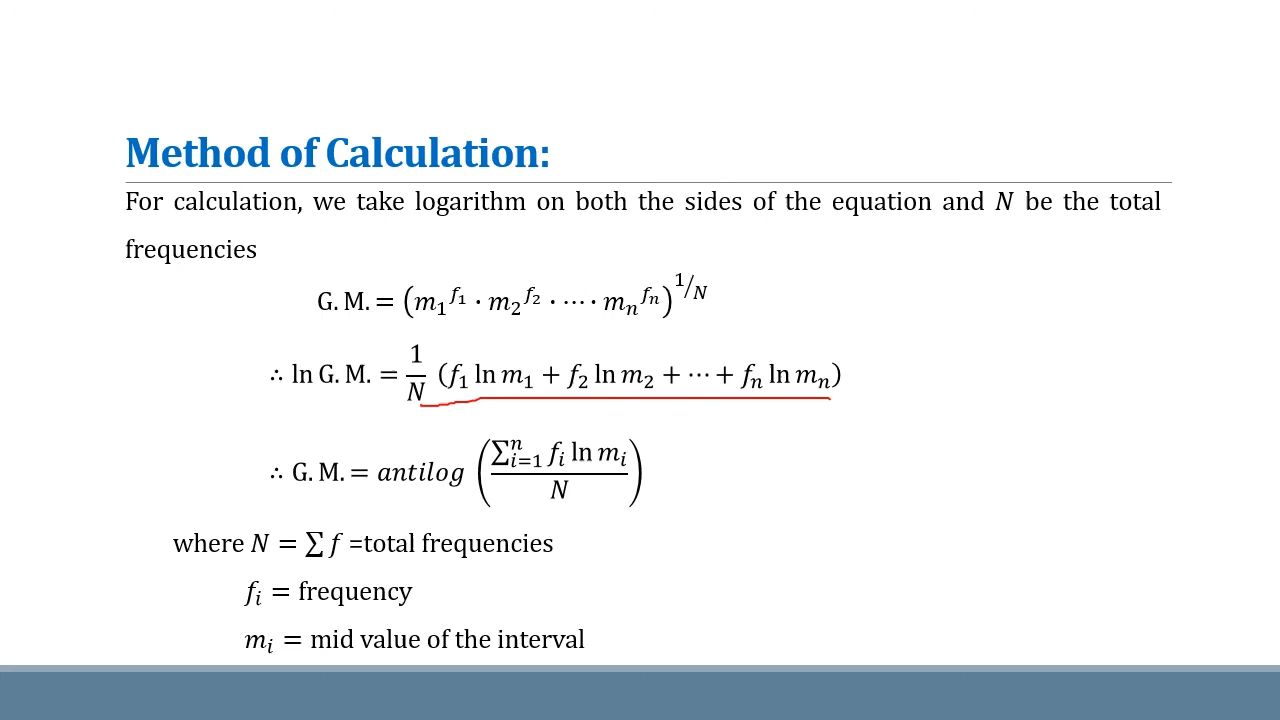 Method of Calculation:
For calculation, we take logarithm on both the sides of the equation and N be the total
frequencies
G. M. = (m₁^f₁ · m₂^f₂ · ⋯ · mₙ^fₙ)^1/N
∴ ln G. M. = 1/N (f₁ ln m₁ + f₂ ln m₂ + ⋯ + fₙ ln mₙ)
∴ G. M. = antilog (∑ⁿᵢ₌₁ fᵢ ln mᵢ / N)
where N = ∑ f =total frequencies
fᵢ = frequency
mᵢ = mid value of the interval